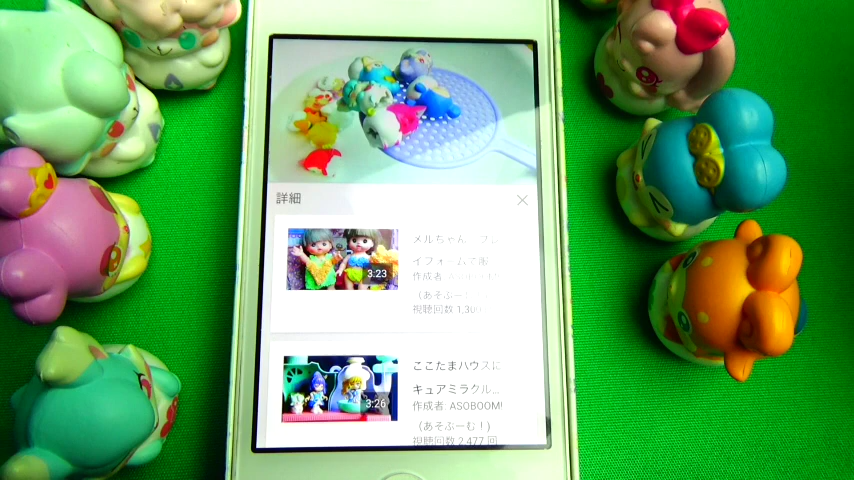 詳細
3:23
メルちゃん フレ
イフォームで服
作成者:
(あそぶーむ
視聴回数 1,300
3:26
ここたまハウスに
キュアミラクル...
作成者: ASOBOOM!
(あそぶーむ!)
視聴回数 2,477 回